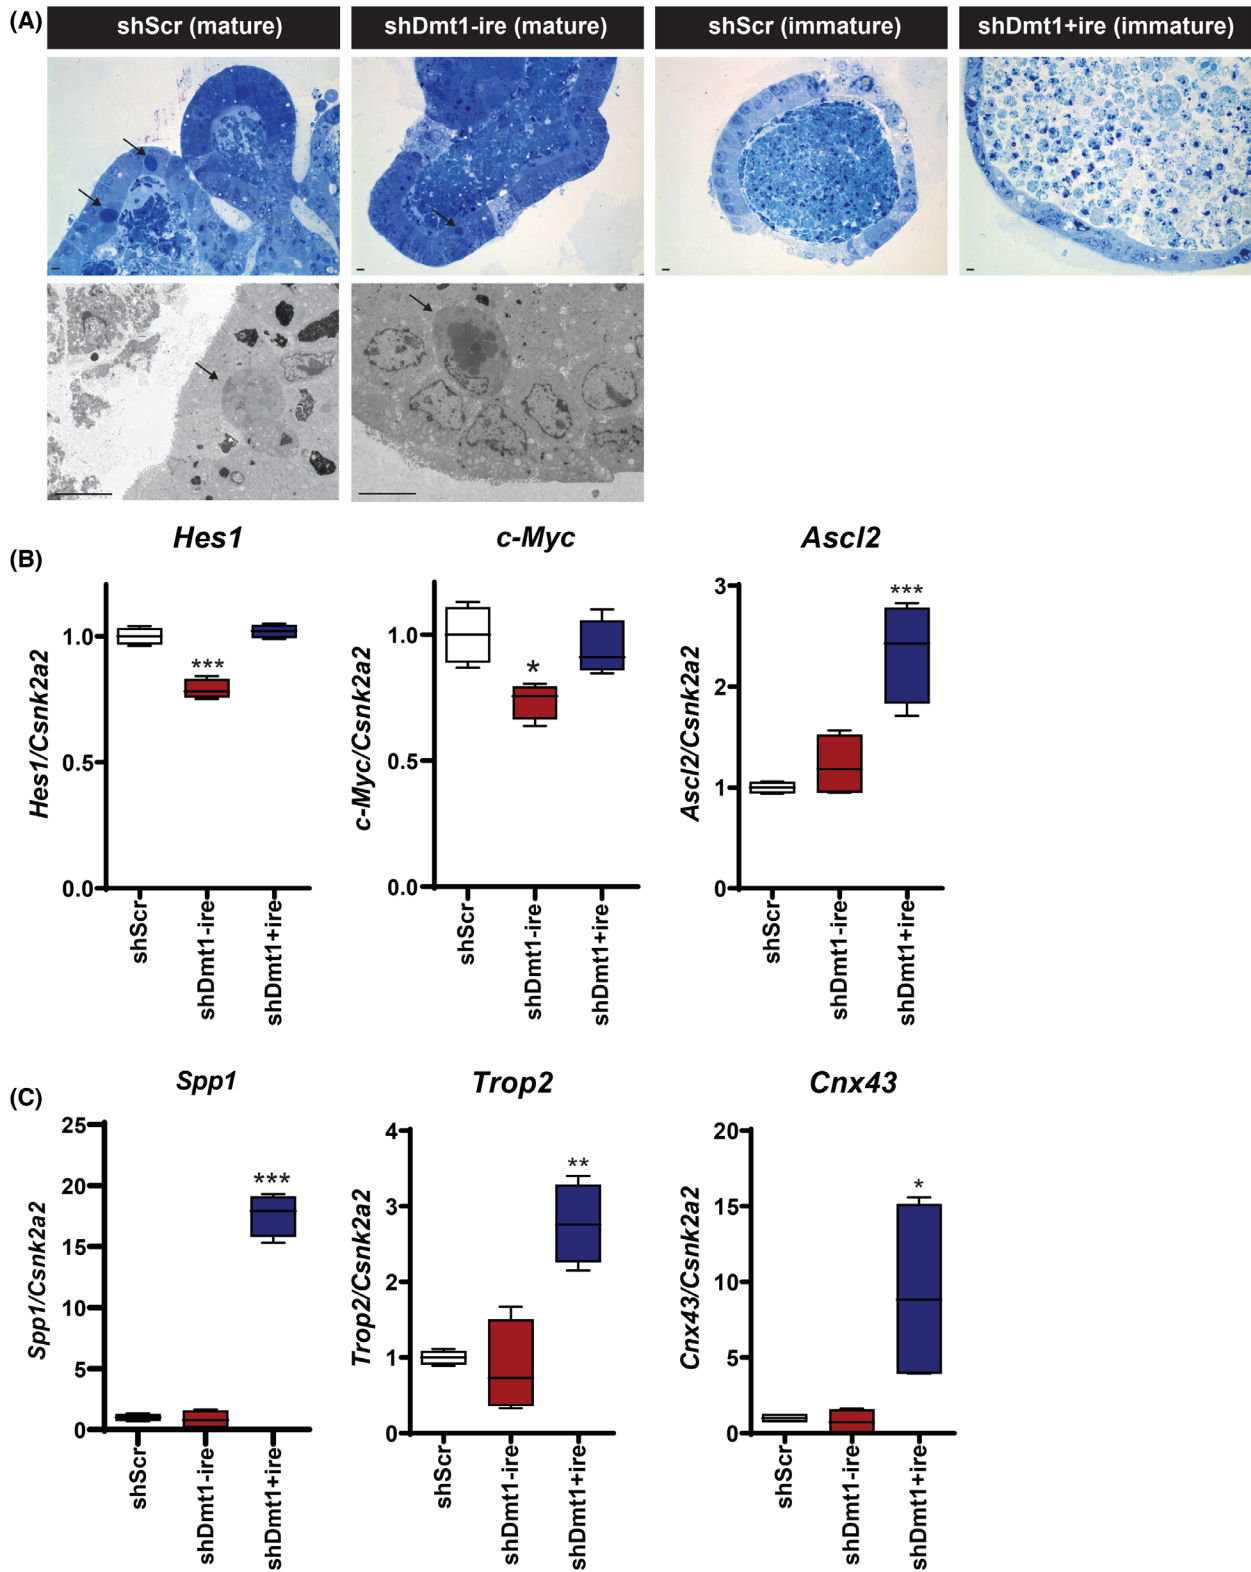 (A)
shScr (mature)
shDmt1-ire (mature)
shScr (immature)
shDmt1+ire (immature)
(B)
Hes1
c-Myc
Ascl2
Hes1/Csnk2a2
1.0
0.5
0.0
***
shScr
shDmt1-ire
shDmt1+ire
c-Myc/Csnk2a2
1.0
0.5
0.0
*
shScr
shDmt1-ire
shDmt1+ire
Ascl2/Csnk2a2
3
2
1
0
***
shScr
shDmt1-ire
shDmt1+ire
(C)
Spp1
Trop2
Cnx43
Spp1/Csnk2a2
25
20
15
10
5
0
***
shScr
shDmt1-ire
shDmt1+ire
Trop2/Csnk2a2
4
3
2
1
0
**
shScr
shDmt1-ire
shDmt1+ire
Cnx43/Csnk2a2
20
15
10
5
0
*
shScr
shDmt1-ire
shDmt1+ire